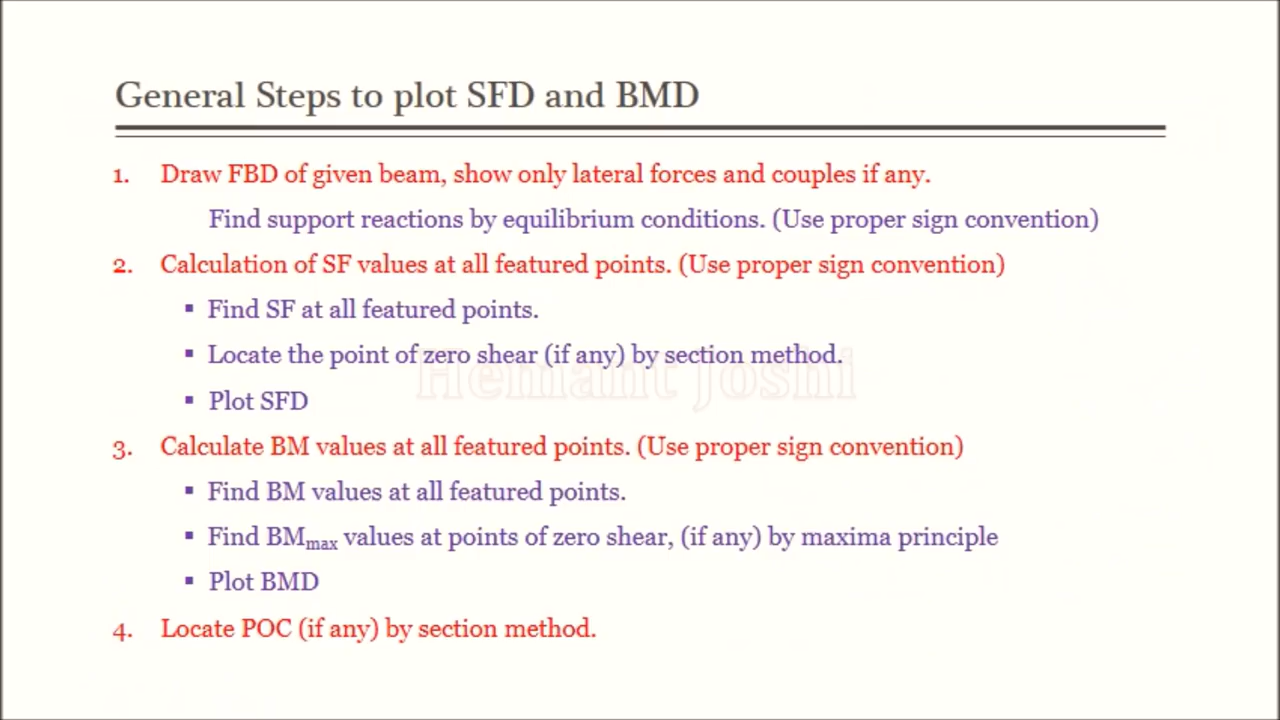 General Steps to plot SFD and BMD
1. Draw FBD of given beam, show only lateral forces and couples if any.
Find support reactions by equilibrium conditions. (Use proper sign convention)
2. Calculation of SF values at all featured points. (Use proper sign convention)
▪ Find SF at all featured points.
▪ Locate the point of zero shear (if any) by section method.
Hemant Joshi
▪ Plot SFD
3. Calculate BM values at all featured points. (Use proper sign convention)
▪ Find BM values at all featured points.
▪ Find BMmax values at points of zero shear, (if any) by maxima principle
▪ Plot BMD
4. Locate POC (if any) by section method.